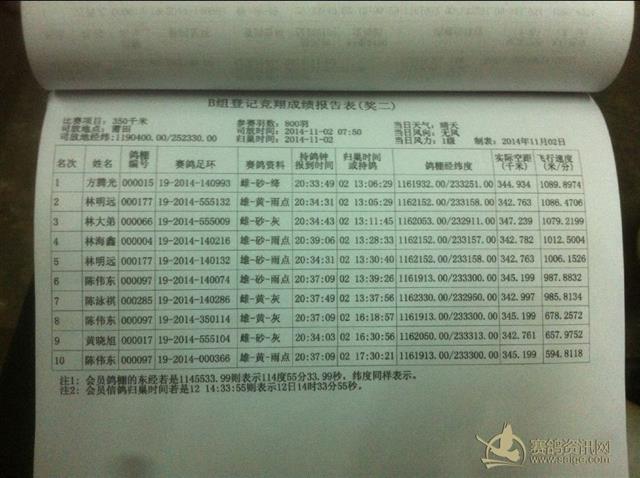 B组登记竞翔成绩报告表(奖二)
比赛项目: 350千米 参赛羽数: 800羽 当日天气: 晴天
司放地点: 莆田 司放时间: 2014-11-02 07:50 当日风向: 无风
司放地经纬: 1190400.00/252330.00 归巢时间: 2014-11-02 当日风力: 1级 制表: 2014年11月02日
名次 姓名 鸽棚编号 赛鸽足环 赛鸽资料 持鸽钟报到时间 归巢时间或持鸽 鸽棚经纬度 实际空距(千米) 飞行速度(米/分)
1 方腾光 000015 19-2014-140993 雄-砂-绛 20:33:49 02 13:06:29 1161932.00/233251.00 344.934 1089.8974
2 林明远 000177 19-2014-555132 雄-黄-雨点 20:34:31 02 13:05:29 1162152.00/233158.00 342.763 1086.4706
3 林大弟 000066 19-2014-555009 雄-砂-灰 20:34:43 02 13:11:45 1162053.00/232911.00 347.239 1079.2199
4 林海鑫 000004 19-2014-140216 雄-砂-雨点 20:39:06 02 13:28:33 1162152.00/233157.00 342.782 1012.5004
5 林明远 000177 19-2014-140132 雌-砂-雨点 20:34:31 02 13:30:40 1162152.00/233158.00 342.763 1006.1526
6 陈伟东 000097 19-2014-140074 雄-砂-雨点 20:37:09 02 13:39:26 1161913.00/233300.00 345.199 987.8832
7 陈泳祺 000285 19-2014-140286 雌-黄-灰 20:37:49 02 13:37:56 1162330.00/232950.00 342.997 985.8134
8 陈伟东 000097 19-2014-350114 雄-黄-灰 20:37:09 02 16:18:57 1161913.00/233300.00 345.199 678.2572
9 黄晓旭 000017 19-2014-555104 雌-砂-灰 20:34:03 02 16:30:56 1162050.00/233313.00 342.761 657.9752
10 陈伟东 000097 19-2014-000366 雄-黄-雨点 20:37:09 02 17:30:21 1161913.00/233300.00 345.199 594.8118
注1: 会员鸽棚的东经若是1145533.99则表示114度55分33.99秒, 纬度同样表示。
注2: 会员信鸽归巢时间若是12 14:33:55则表示12日14时33分55秒。
赛鸽资讯网
www.saige.com